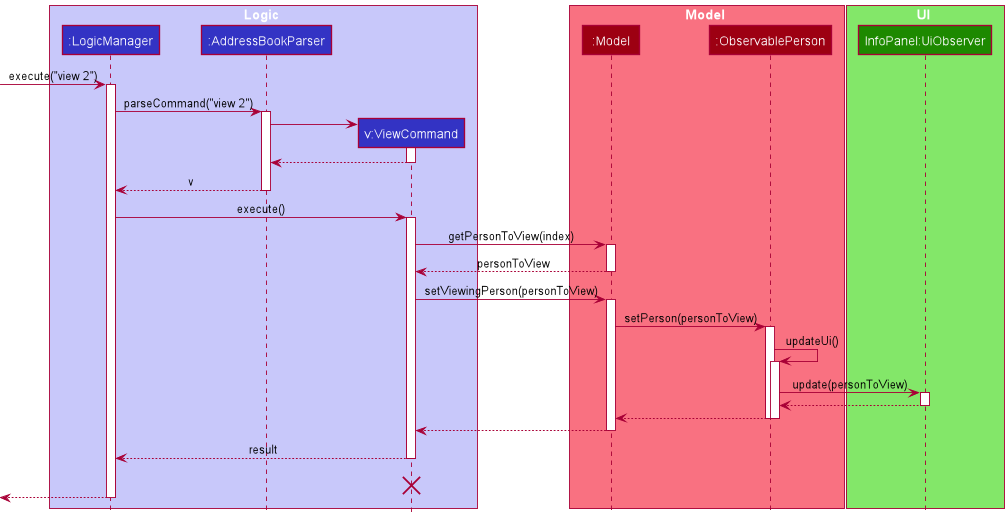 Logic
Model
UI
:LogicManager
:AddressBookParser
:Model
:ObservablePerson
InfoPanel:UiObserver
execute("view 2")
parseCommand("view 2")
v:ViewCommand
v
execute()
getPersonToView(index)
personToView
setViewingPerson(personToView)
setPerson(personToView)
updateUi()
update(personToView)
result